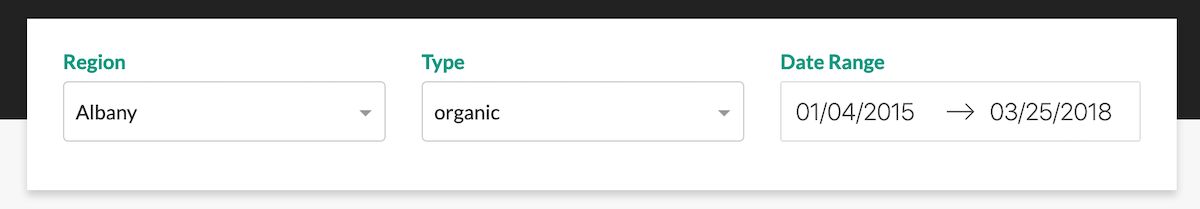 Region Type Date Range
Albany organic 01/04/2015 → 03/25/2018